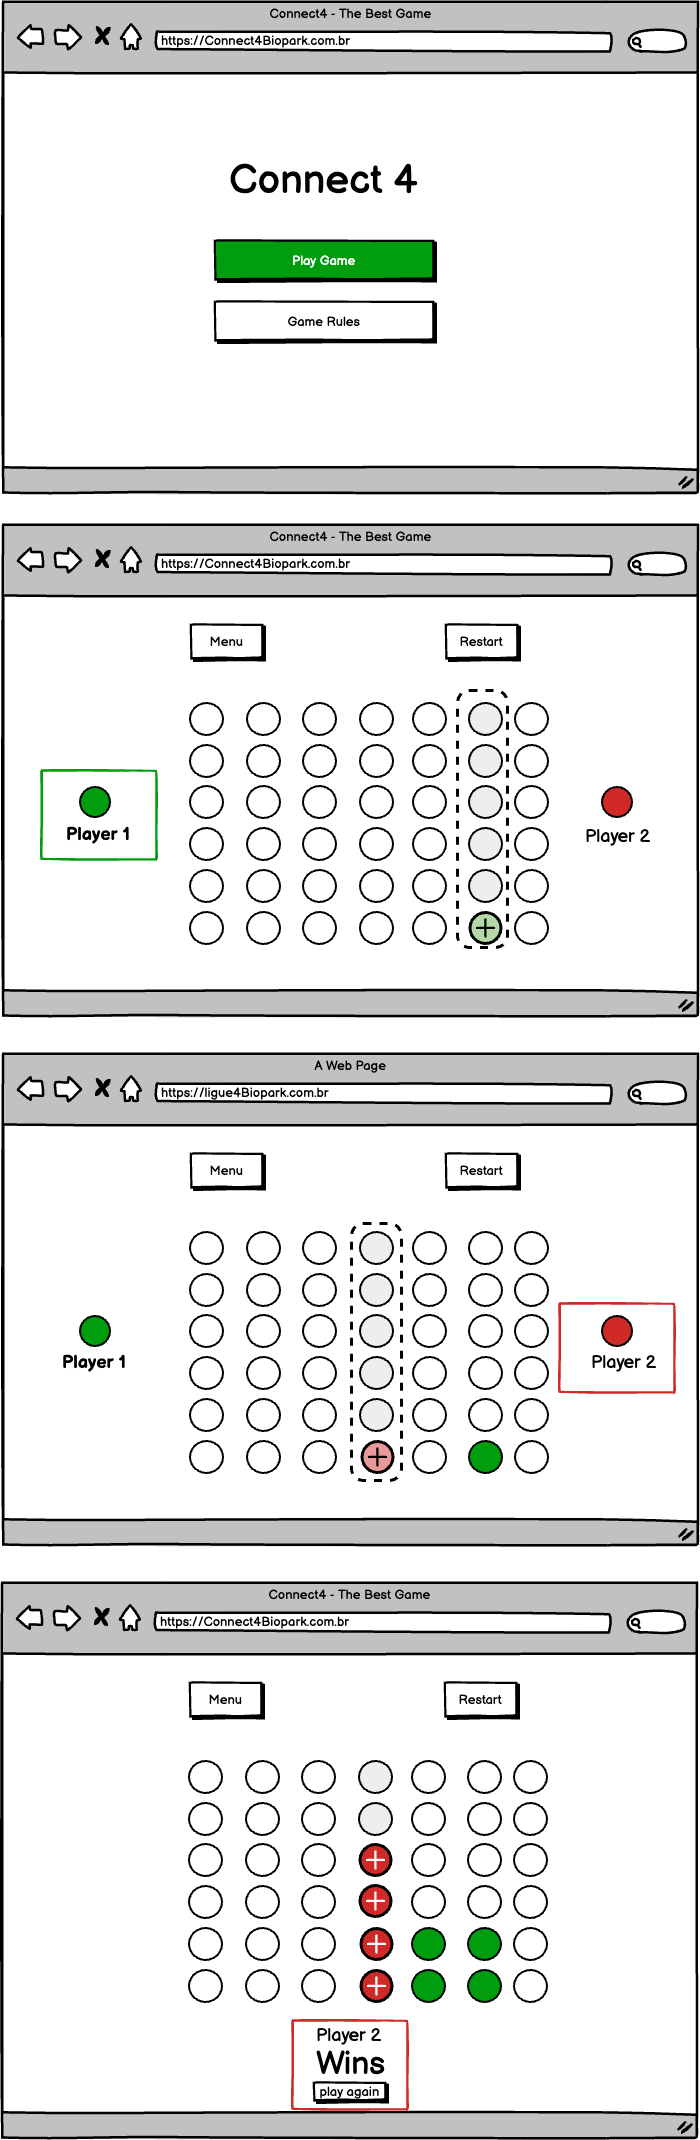 Connect4 - The Best Game
https://Connect4Biopark.com.br
Connect 4
Play Game
Game Rules
Connect4 - The Best Game
https://Connect4Biopark.com.br
Menu
Restart
Player 1
Player 2
A Web Page
https://ligue4Biopark.com.br
Menu
Restart
Player 1
Player 2
Connect4 - The Best Game
https://Connect4Biopark.com.br
Menu
Restart
Player 2
Wins
play again